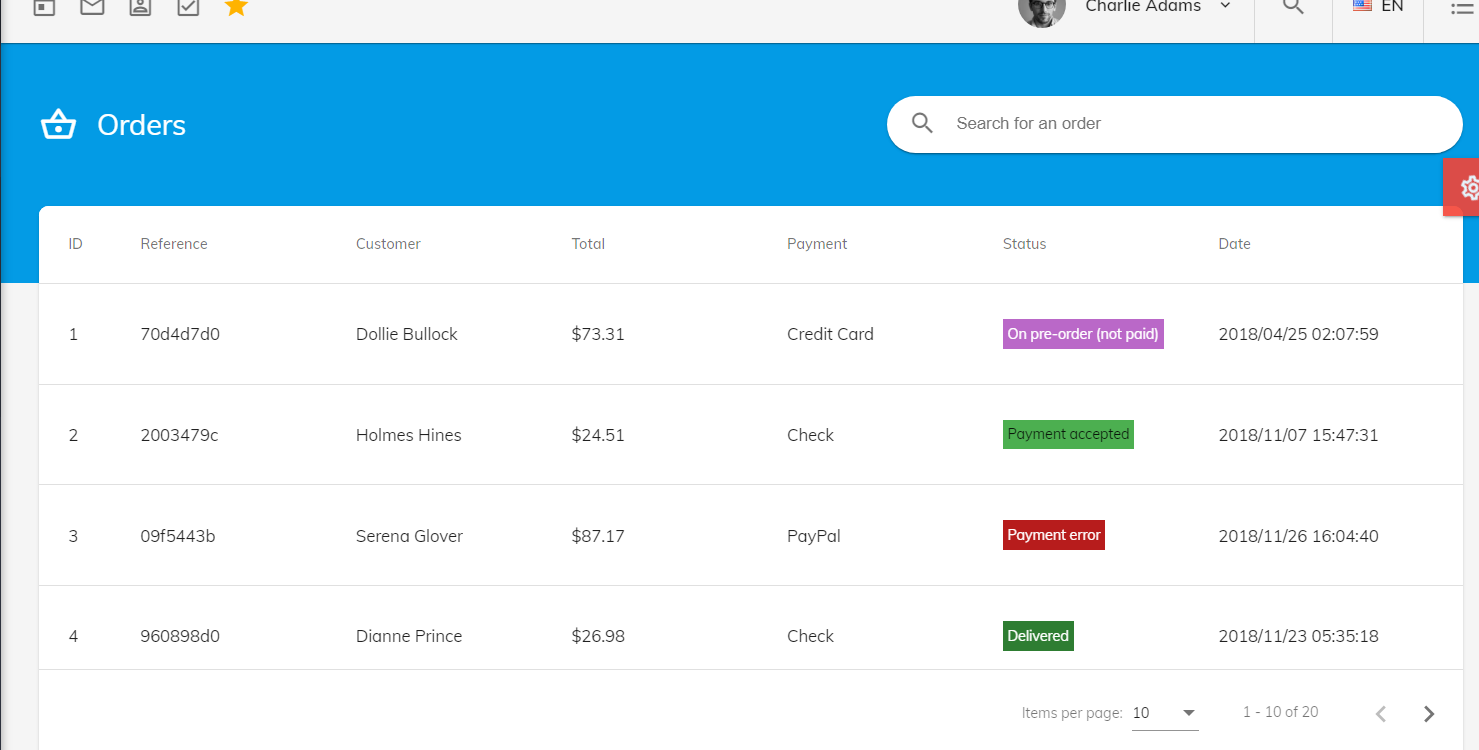 Charlie Adams EN
Orders Search for an order
ID Reference Customer Total Payment Status Date
1 70d4d7d0 Dollie Bullock $73.31 Credit Card On pre-order (not paid) 2018/04/25 02:07:59
2 2003479c Holmes Hines $24.51 Check Payment accepted 2018/11/07 15:47:31
3 09f5443b Serena Glover $87.17 PayPal Payment error 2018/11/26 16:04:40
4 960898d0 Dianne Prince $26.98 Check Delivered 2018/11/23 05:35:18
Items per page: 10 1 - 10 of 20